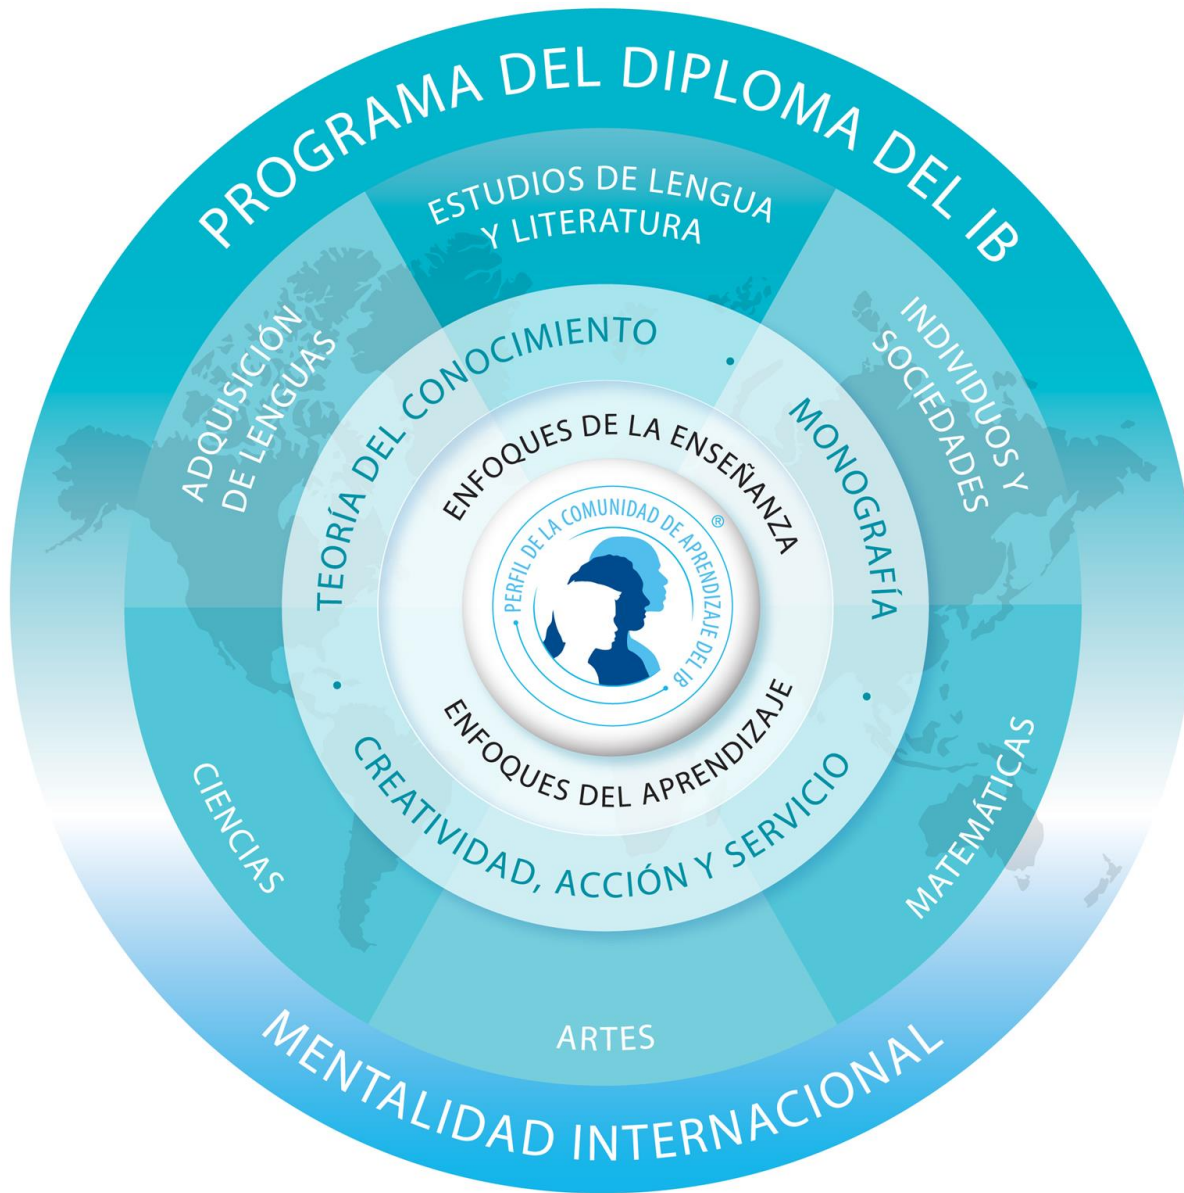 PROGRAMA DEL DIPLOMA DEL IB
ESTUDIOS DE LENGUA
Y LITERATURA
ADQUISICIÓN
DE LENGUAS
INDIVIDUOS Y
SOCIEDADES
TEORÍA DEL CONOCIMIENTO
MONOGRAFÍA
ENFOQUES DE LA ENSEÑANZA
PERFIL DE LA COMUNIDAD DE APRENDIZAJE DEL IB
®
ENFOQUES DEL APRENDIZAJE
CREATIVIDAD, ACCIÓN Y SERVICIO
CIENCIAS
MATEMÁTICAS
ARTES
MENTALIDAD INTERNACIONAL